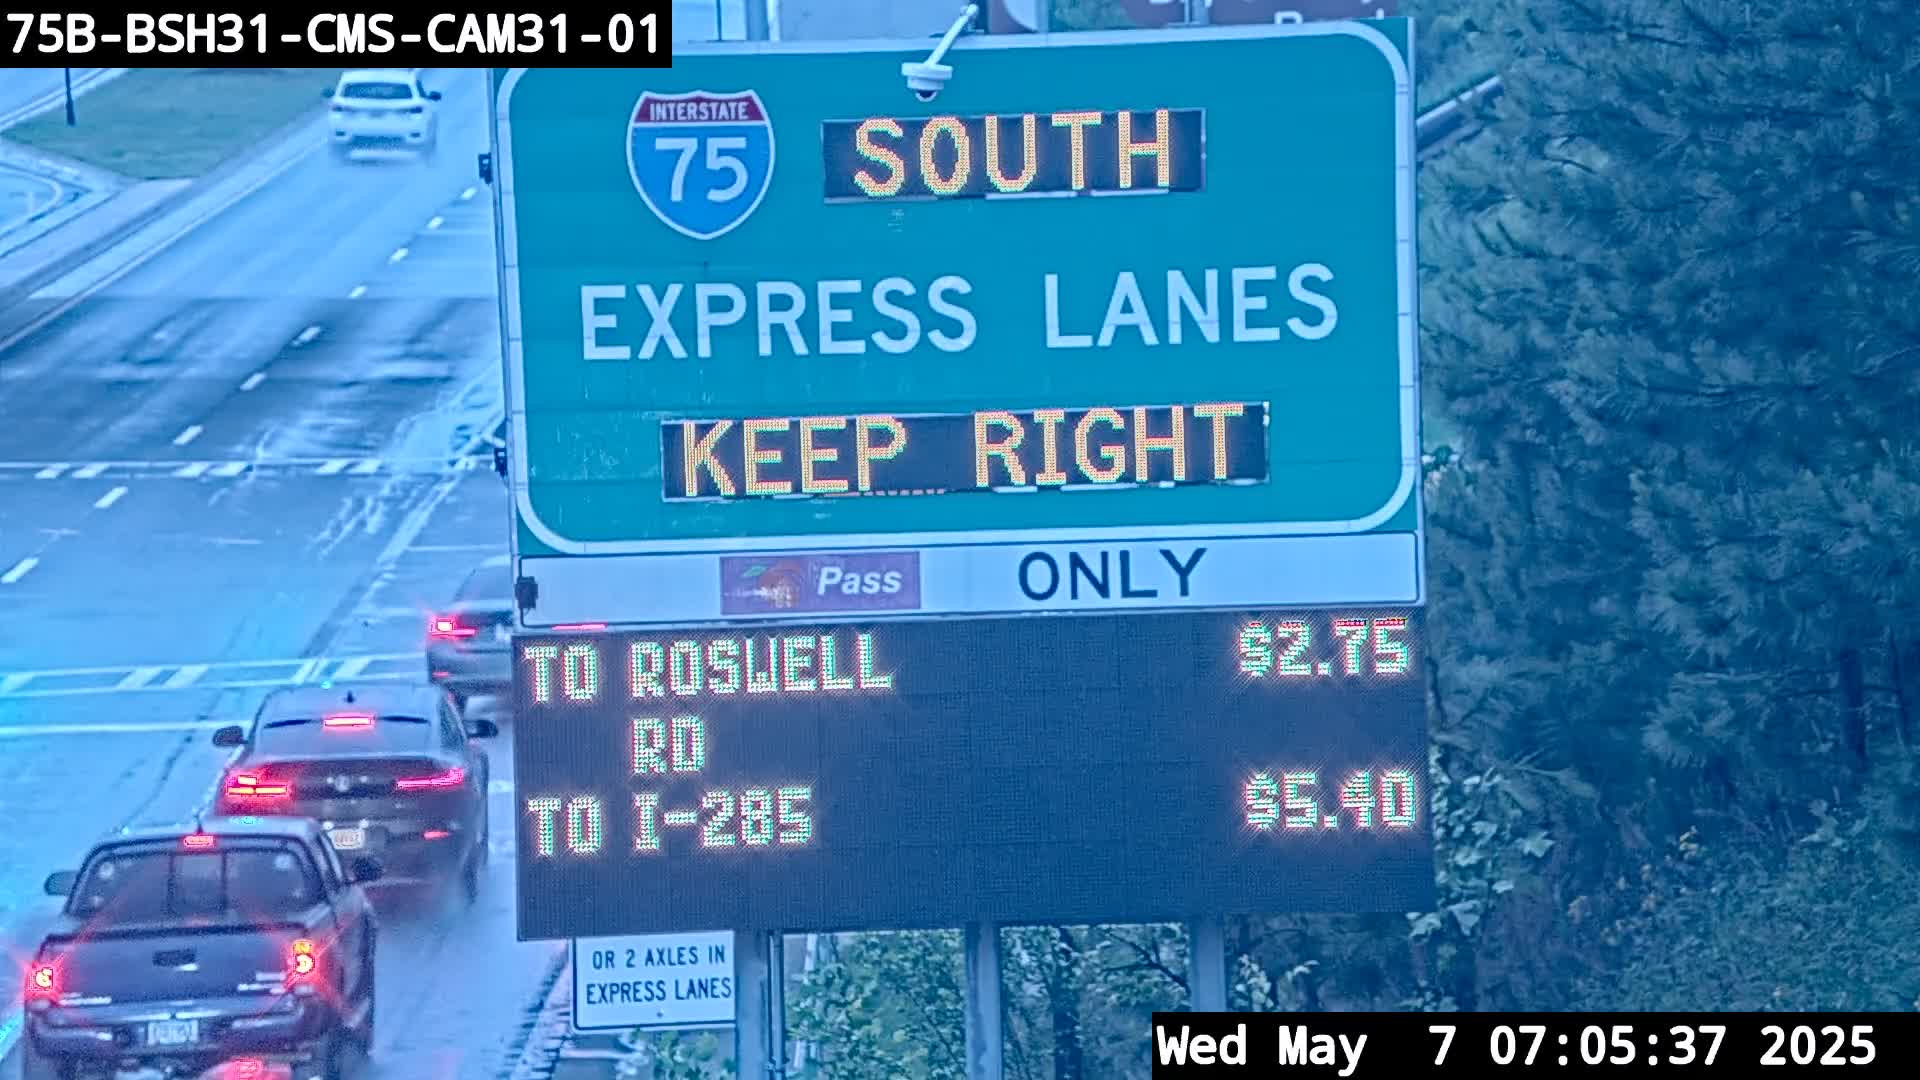 75B-BSH31-CMS-CAM31-01
INTERSTATE
75
SOUTH
EXPRESS LANES
KEEP RIGHT
Pass ONLY
TO ROSWELL $2.75
RD
TO I-285 $5.40
OR 2 AXLES IN
EXPRESS LANES
Wed May 7 07:05:37 2025